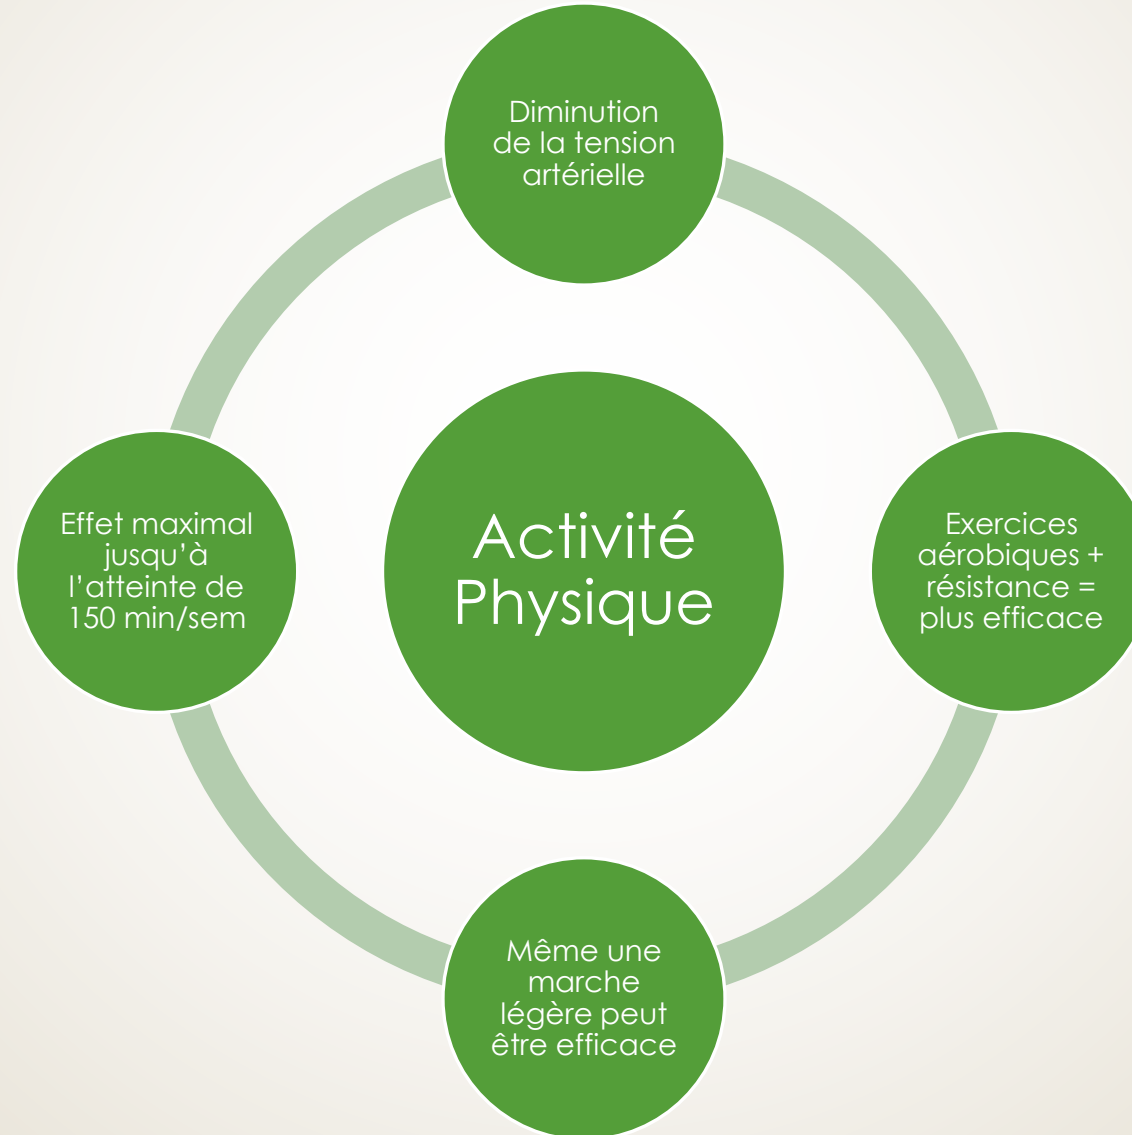 Diminution
de la tension
artérielle
Effet maximal
jusqu’à
l’atteinte de
150 min/sem
Activité
Physique
Exercices
aérobiques +
résistance =
plus efficace
Même une
marche
légère peut
être efficace